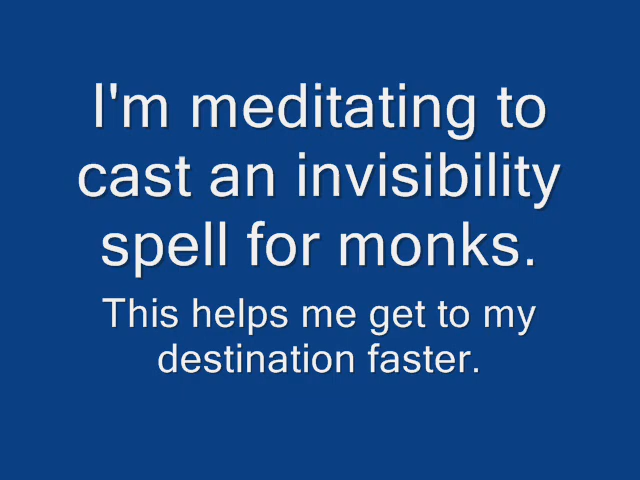 I'm meditating to
cast an invisibility
spell for monks.
This helps me get to my
destination faster.